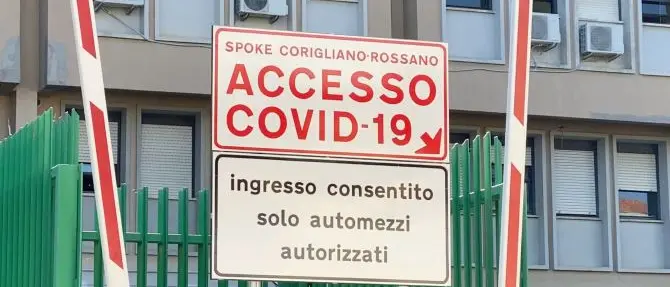 SPOKE CORIGLIANO-ROSSANO
ACCESSO
COVID-19
ingresso consentito
solo automezzi
autorizzati